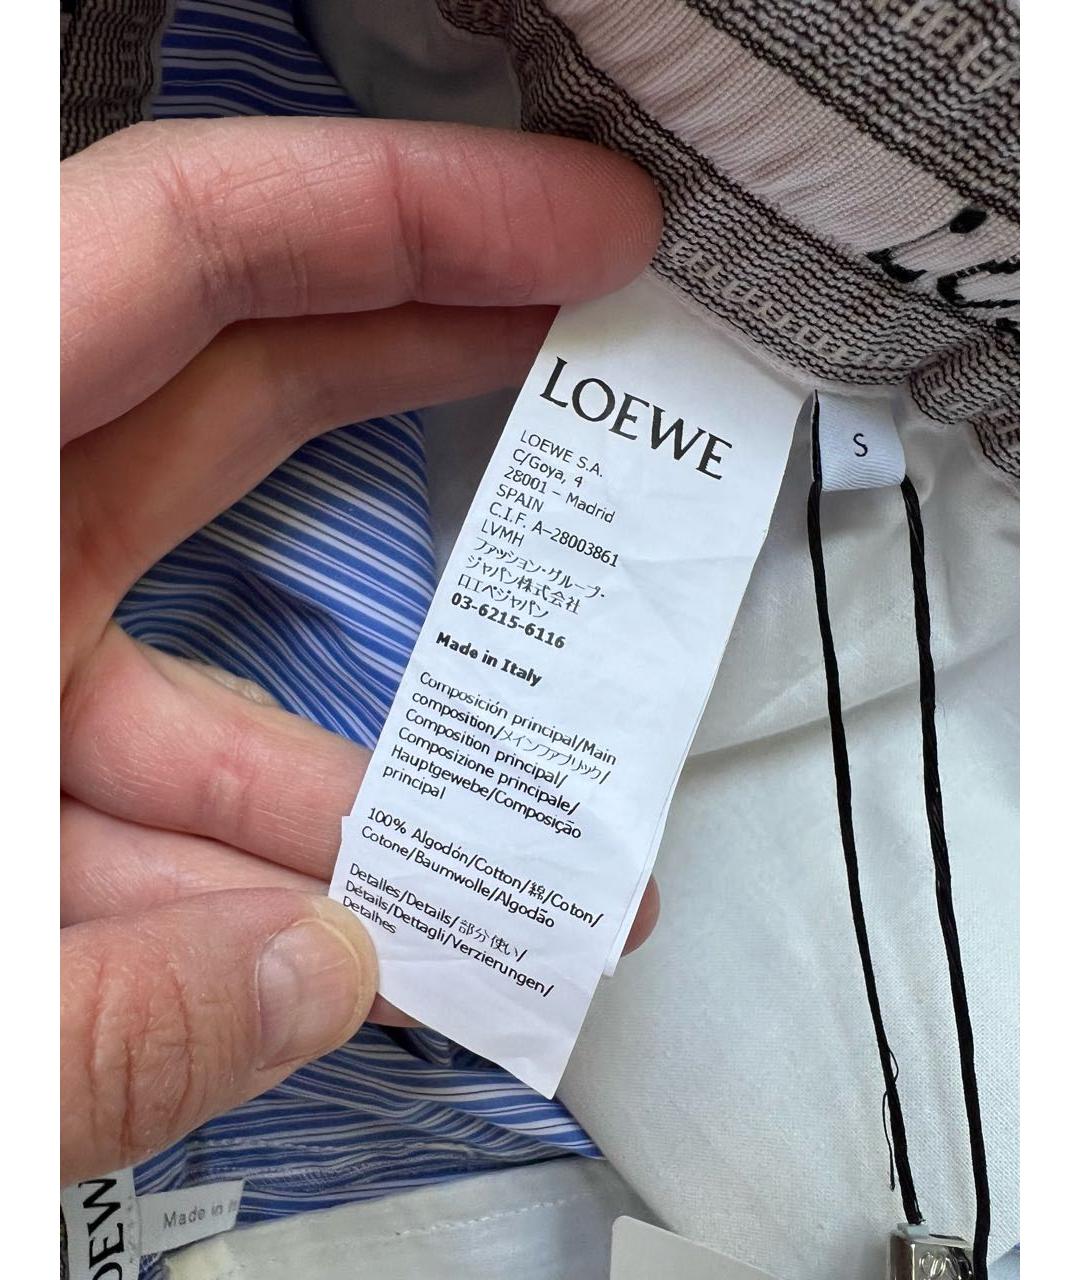 LOEWE
S
LOEWE S.A.
C/Goya, 4
28001 – Madrid
SPAIN
C.I.F. A-28003861
LVMH
ファッション・グループ・
ジャパン株式会社
ロエベジャパン
03-6215-6116
Made in Italy
Composición principal/Main
composition/メインファブリック/
Composition principal/
Composizione principale/
Hauptgewebe/Composição
principal
100% Algodón/Cotton/綿/Coton/
Cotone/Baumwolle/Algodão
Detalles/Details/部分使い/
Détails/Dettagli/Verzierungen/
Detalhes
Made in